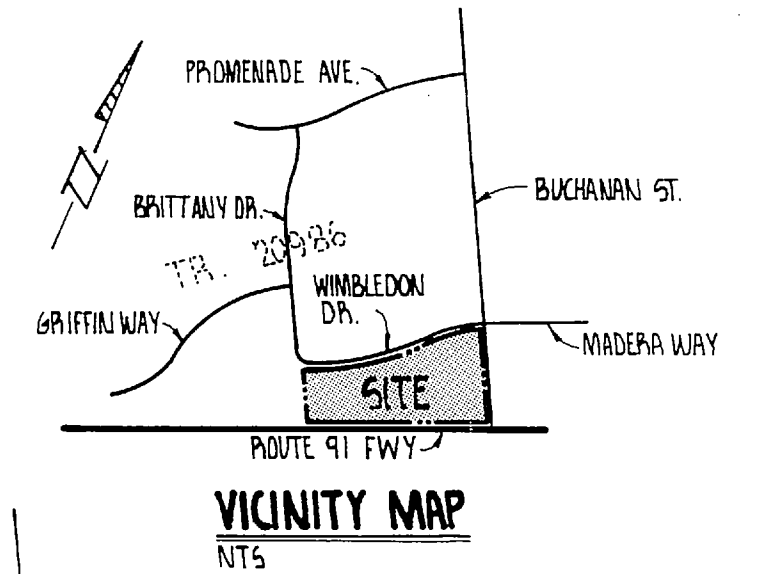 PROMENADE AVE.
BUCHANAN ST.
BRITTANY DR.
TR. 20986
WIMBLEDON
DR.
GRIFFIN WAY
MADERA WAY
SITE
ROUTE 91 FWY
VICINITY MAP
NTS